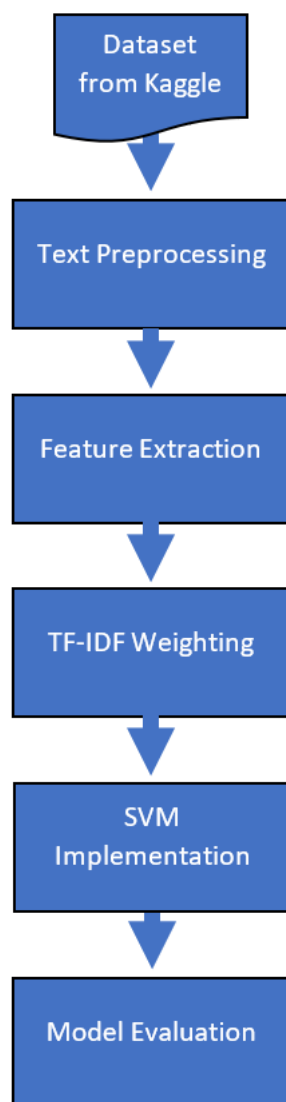 Dataset
from Kaggle
Text Preprocessing
Feature Extraction
TF-IDF Weighting
SVM
Implementation
Model Evaluation